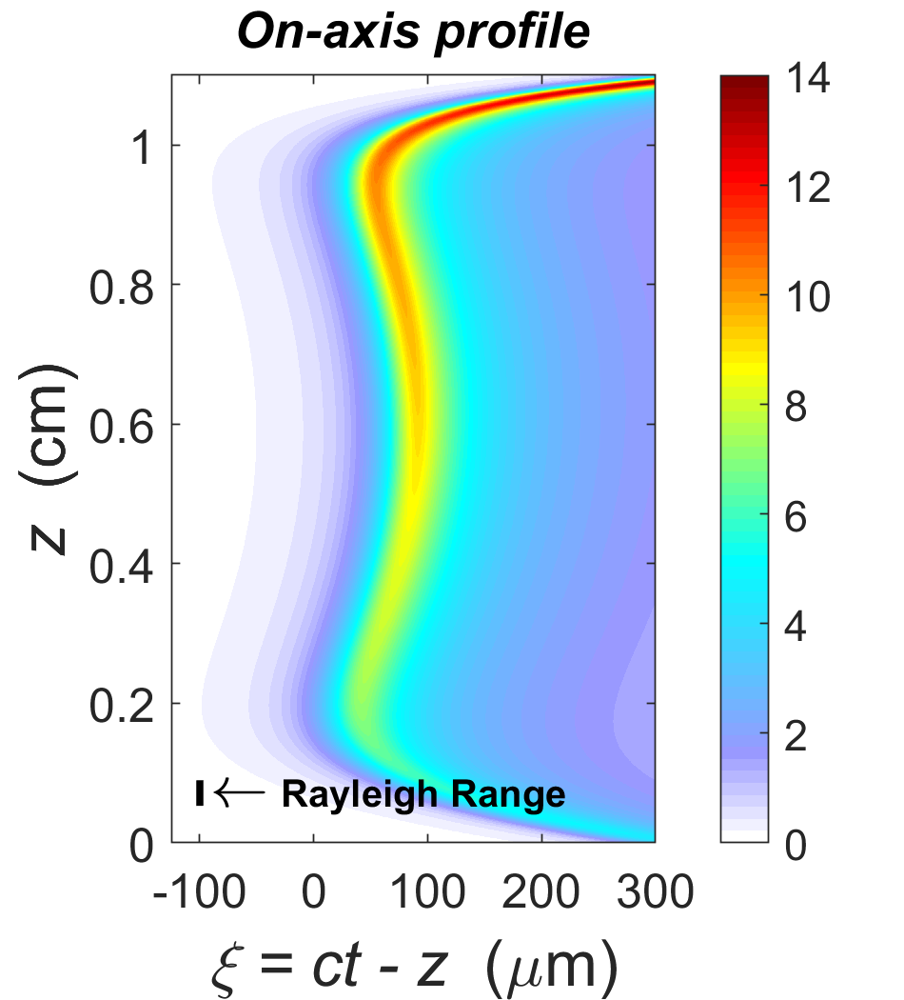 On-axis profile
14
12
10
8
6
4
2
0
1
0.8
0.6
0.4
0.2
0
z (cm)
← Rayleigh Range
-100 0 100 200 300
ξ = ct - z (μm)